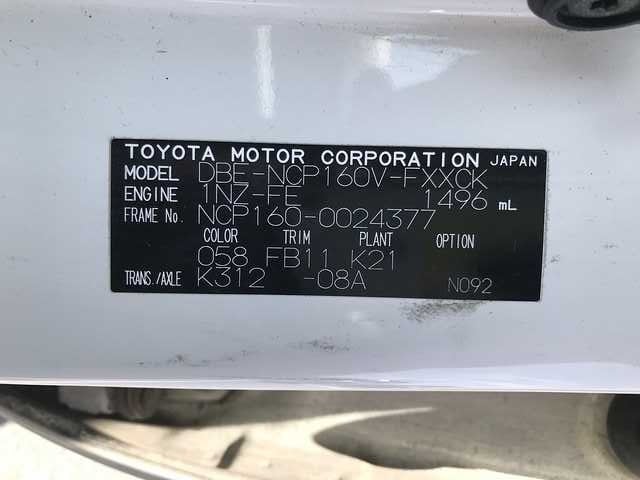 TOYOTA MOTOR CORPORATION JAPAN
MODEL DBE-NCP160V-FXXCK
ENGINE 1NZ-FE 1496 mL
FRAME No. NCP160-0024377
COLOR TRIM PLANT OPTION
058 FB11 K21
TRANS./AXLE K312 -08A N092